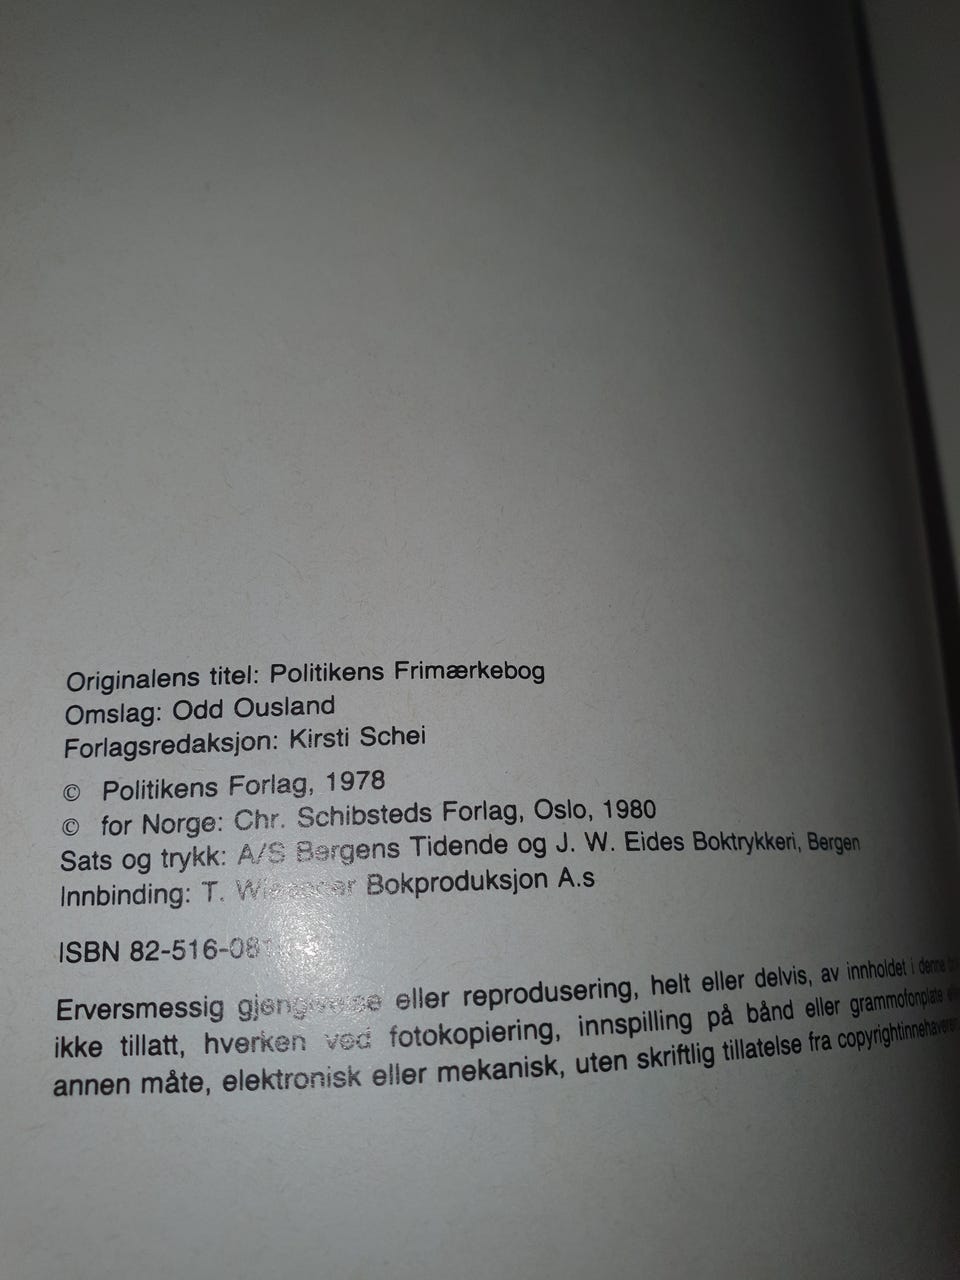 Originalens titel: Politikens Frimærkebog
Omslag: Odd Ousland
Forlagsredaksjon: Kirsti Schei
© Politikens Forlag, 1978
© for Norge: Chr. Schibsteds Forlag, Oslo, 1980
Sats og trykk: A/S Bergens Tidende og J. W. Eides Boktrykkeri, Bergen
Innbinding: T. Bokproduksjon A.s
ISBN 82-516-
Erversmessig gjengivelse eller reprodusering, helt eller delvis, av innholdet i denne
ikke tillatt, hverken ved fotokopiering, innspilling på bånd eller grammofonplate
annen måte, elektronisk eller mekanisk, uten skriftlig tillatelse fra copyrightinnehaveren